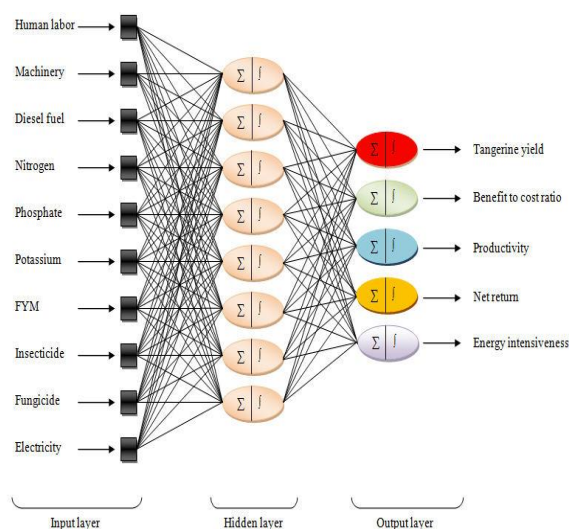 Human labor
Machinery
Diesel fuel
Nitrogen
Phosphate
Potassium
FYM
Insecticide
Fungicide
Electricity
∑ ∫
∑ ∫
∑ ∫
∑ ∫
∑ ∫
∑ ∫
∑ ∫
∑ ∫
∑ ∫
∑ ∫
∑ ∫
∑ ∫
∑ ∫
Tangerine yield
Benefit to cost ratio
Productivity
Net return
Energy intensiveness
Input layer
Hidden layer
Output layer